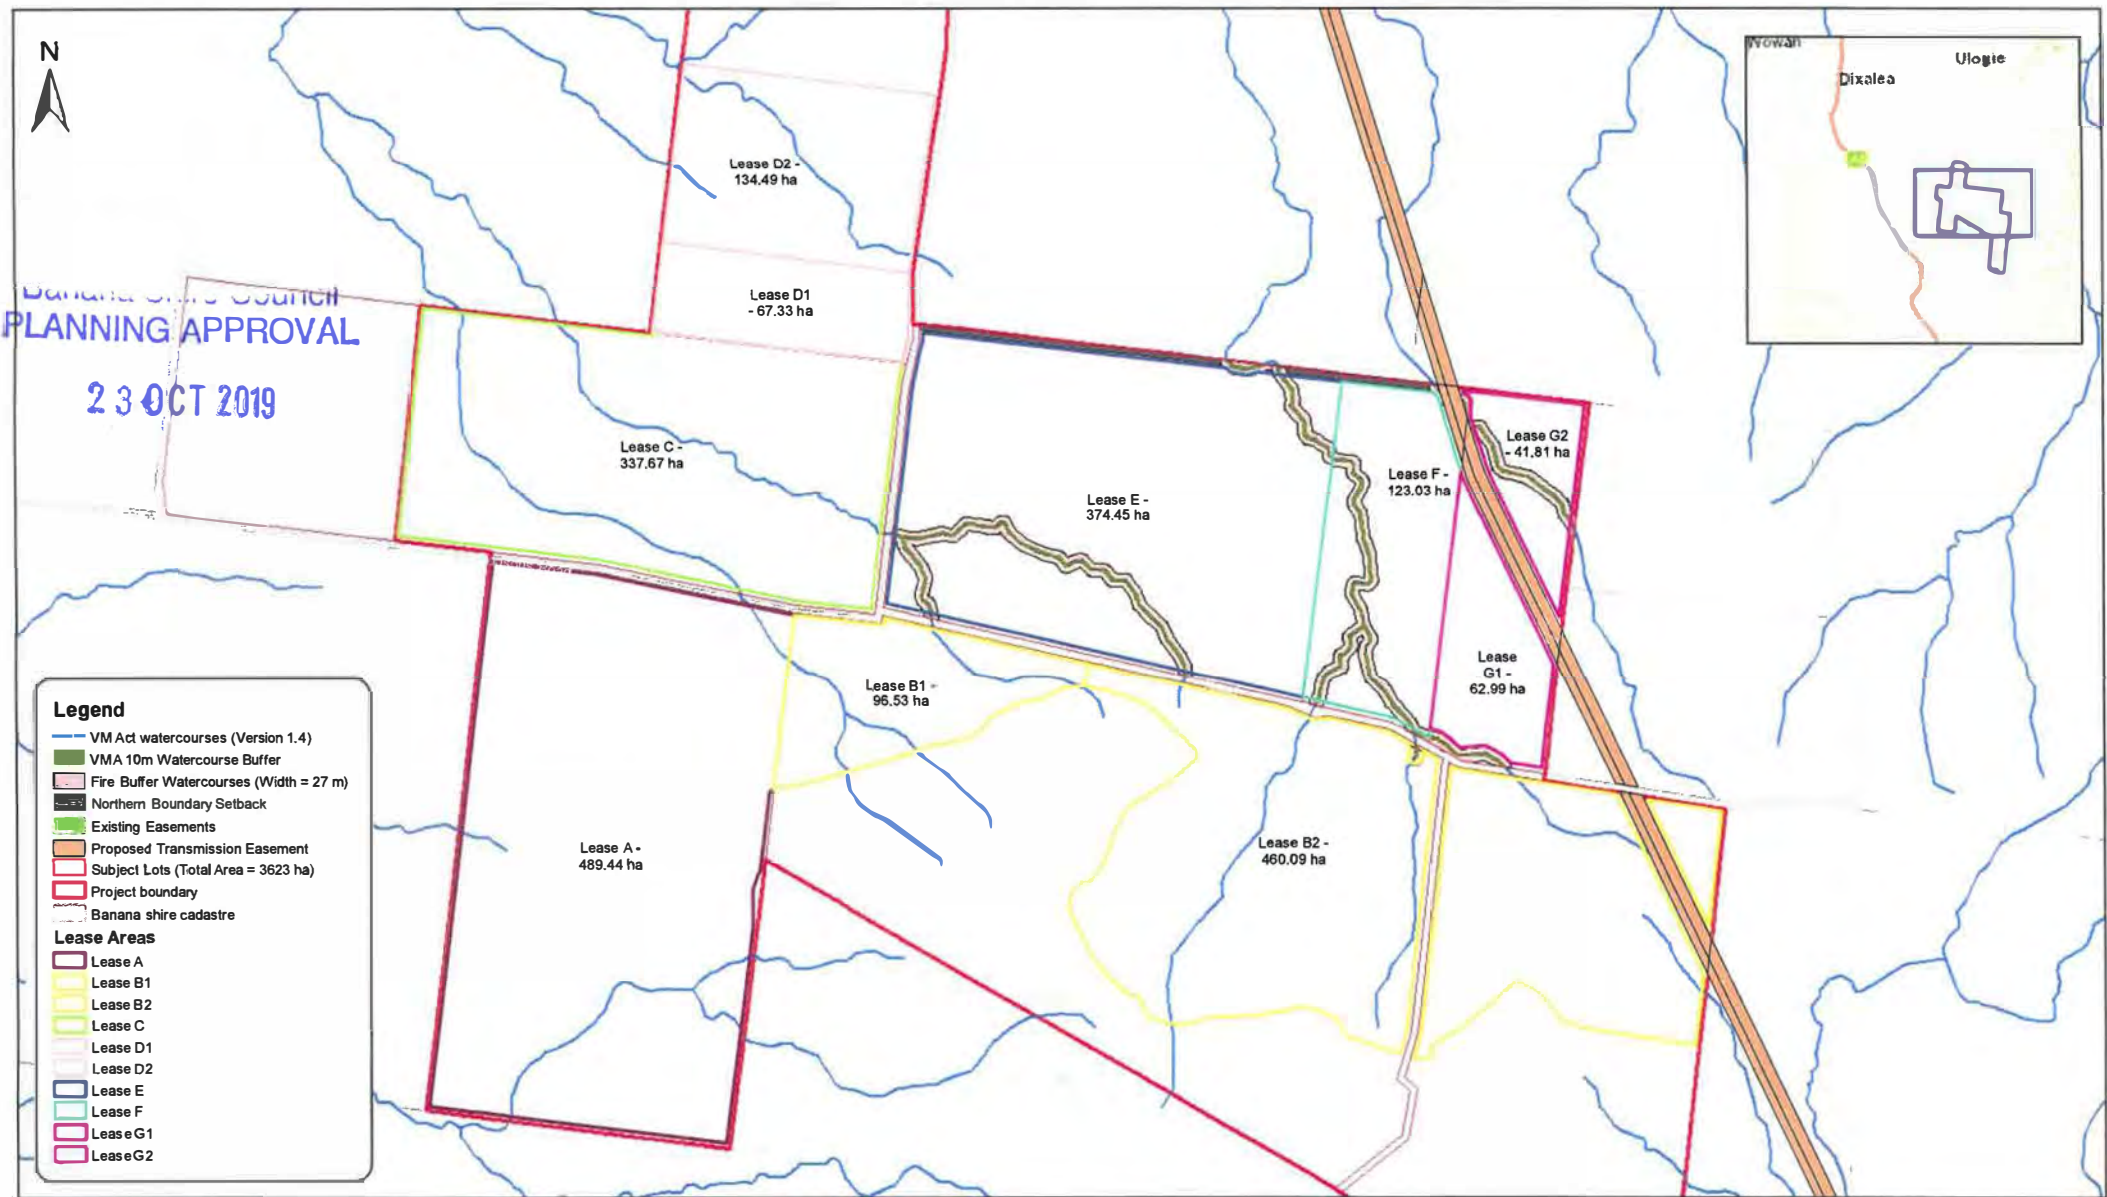 N
Wowan
Ulogie
Dixalea
Lease D2 -
134.49 ha
Lease D1
- 67.33 ha
Banana Shire Council
PLANNING APPROVAL
23 OCT 2019
Lease C -
337.67 ha
Lease E -
374.45 ha
Lease F -
123.03 ha
Lease G2
- 41.81 ha
Lease
G1 -
62.99 ha
Lease B1 -
96.53 ha
Lease A -
489.44 ha
Lease B2 -
460.09 ha
Legend
VM Act watercourses (Version 1.4)
VMA 10m Watercourse Buffer
Fire Buffer Watercourses (Width = 27 m)
Northern Boundary Setback
Existing Easements
Proposed Transmission Easement
Subject Lots (Total Area = 3623 ha)
Project boundary
Banana shire cadastre
Lease Areas
Lease A
Lease B1
Lease B2
Lease C
Lease D1
Lease D2
Lease E
Lease F
Lease G1
Lease G2